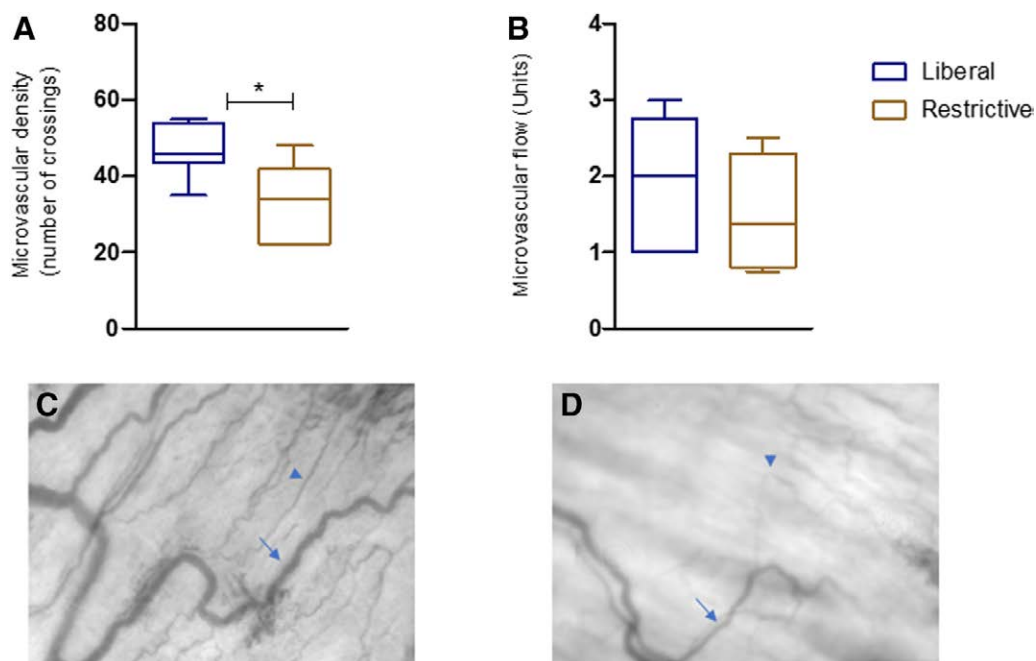 A
Microvascular density
(number of crossings)
80
60
40
20
0
*
B
Microvascular flow (Units)
4
3
2
1
0
Liberal
Restrictive
C
D